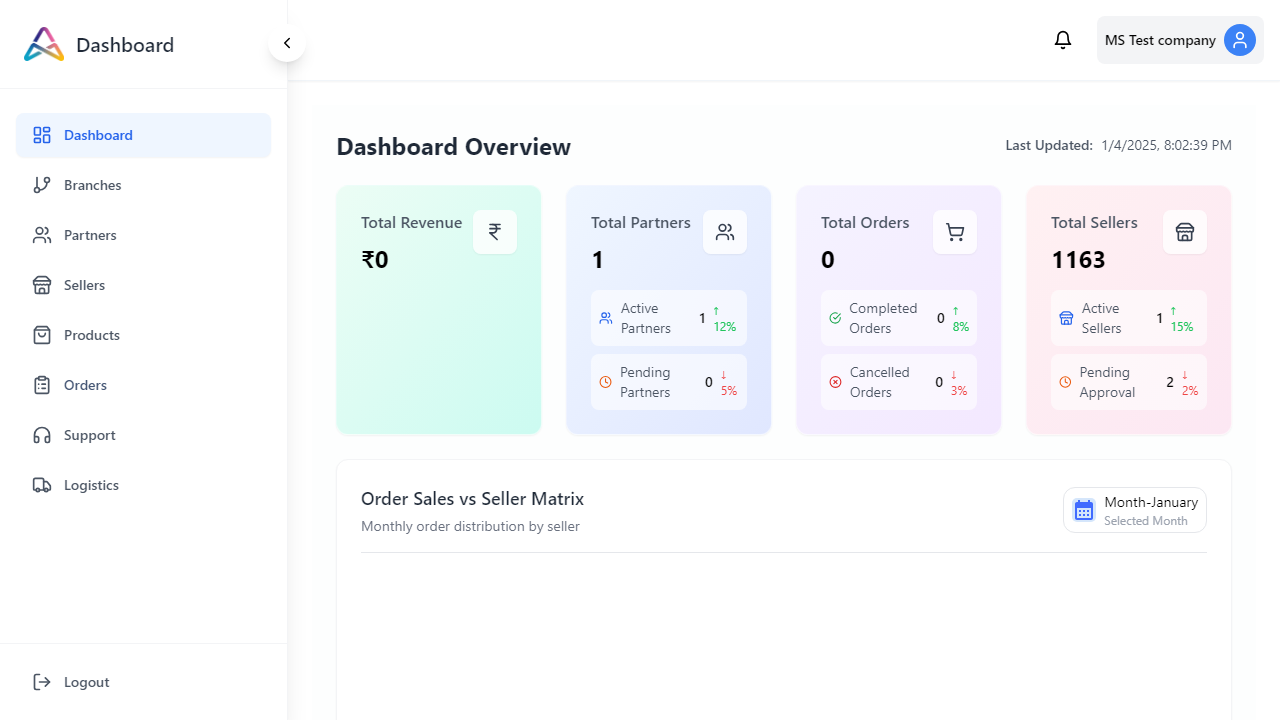 Dashboard
MS Test company
Dashboard
Branches
Partners
Sellers
Products
Orders
Support
Logistics
Logout
Dashboard Overview
Last Updated: 1/4/2025, 8:02:39 PM
Total Revenue
₹
₹0
Total Partners
1
Active Partners
1
↑ 12%
Pending Partners
0
↓ 5%
Total Orders
0
Completed Orders
0
↑ 8%
Cancelled Orders
0
↓ 3%
Total Sellers
1163
Active Sellers
1
↑ 15%
Pending Approval
2
↓ 2%
Order Sales vs Seller Matrix
Monthly order distribution by seller
Month-January
Selected Month